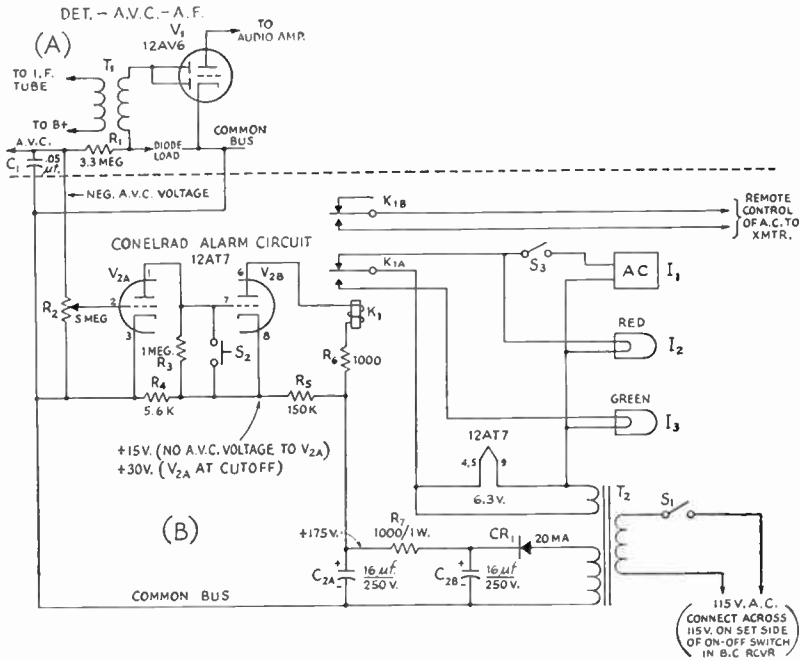 DET. – A.V.C. – A.F.
(A)
V1
12AV6
TO
AUDIO AMP.
T1
TO I.F.
TUBE
TO B+
A.V.C.
R1
3.3 MEG
DIODE
LOAD
COMMON
BUS
C1
.05
µf.
NEG. A.V.C. VOLTAGE
K1B
REMOTE
CONTROL
OF A.C. TO
XMTR.
CONELRAD ALARM CIRCUIT
12AT7
V2A
1
6
V2B
K1A
S3
AC
I1
R2
5 MEG
2
3
7
8
K1
1 MEG.
R3
S2
R6
1000
RED
I2
R4
5.6 K
R5
150K
GREEN
I3
+15V. (NO A.V.C. VOLTAGE TO V2A)
+30V. (V2A AT CUTOFF)
12AT7
4,5
9
6.3 V.
T2
S1
(B)
+175V.
R7
1000/1W.
CR1
20 MA
C2A
+
-
16 µf.
250 V.
C2B
+
-
16 µf.
250 V.
COMMON BUS
115 V. A.C.
CONNECT ACROSS
115 V. ON SET SIDE
OF ON-OFF SWITCH
IN B.C RCVR